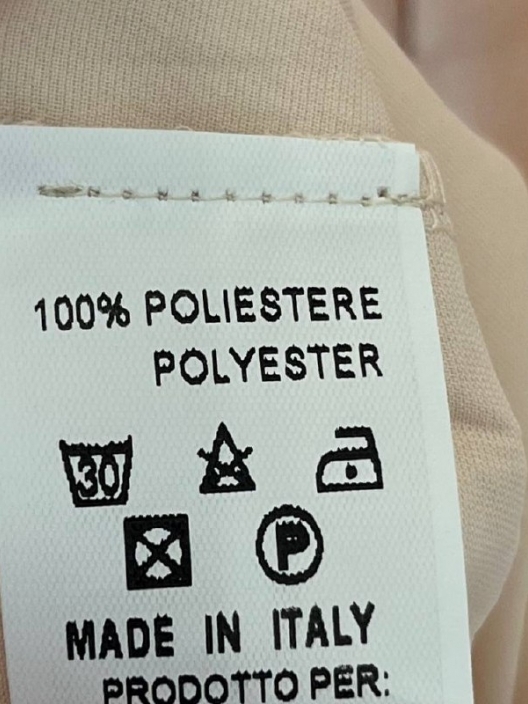 100% POLIESTERE
POLYESTER
30
P
MADE IN ITALY
PRODOTTO PER: